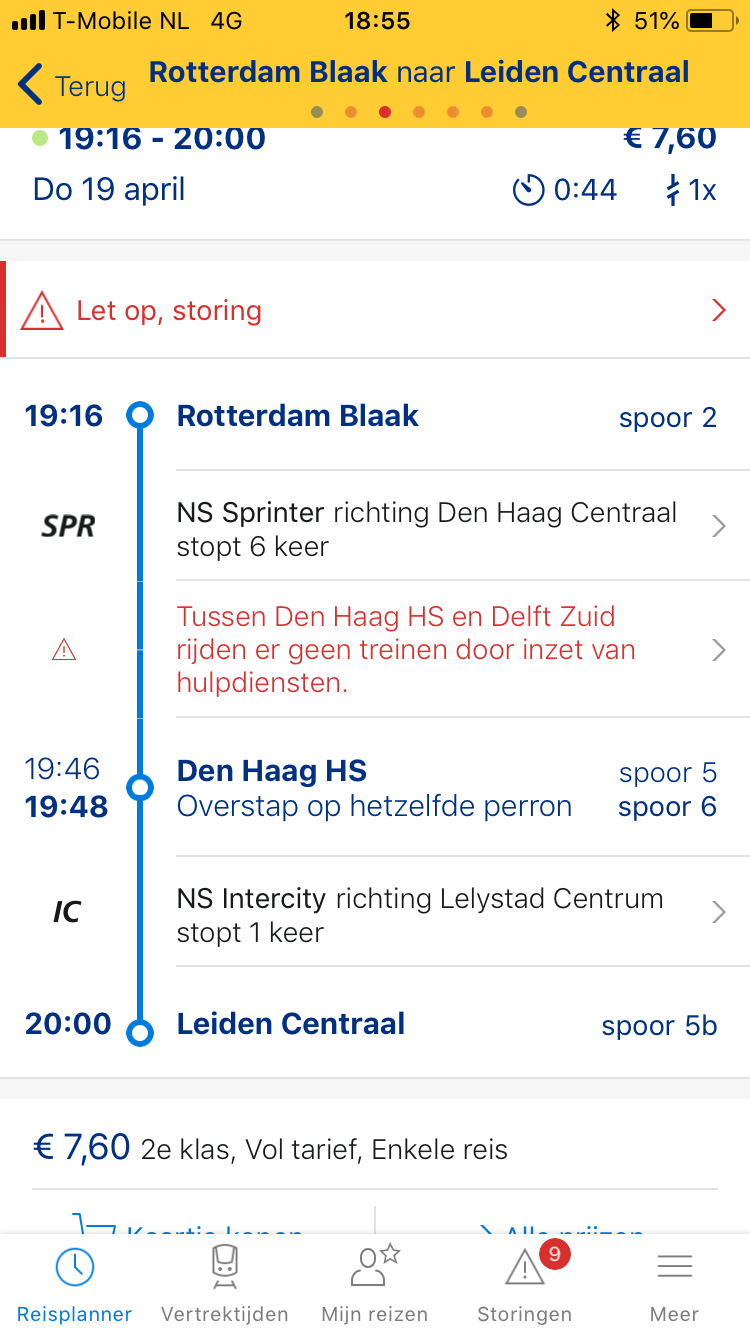 T-Mobile NL 4G 18:55 51%
Terug Rotterdam Blaak naar Leiden Centraal
19:16 - 20:00 € 7,60
Do 19 april 0:44 1x
Let op, storing
19:16 Rotterdam Blaak spoor 2
SPR NS Sprinter richting Den Haag Centraal
stopt 6 keer
Tussen Den Haag HS en Delft Zuid
rijden er geen treinen door inzet van
hulpdiensten.
19:46 Den Haag HS spoor 5
19:48 Overstap op hetzelfde perron spoor 6
IC NS Intercity richting Lelystad Centrum
stopt 1 keer
20:00 Leiden Centraal spoor 5b
€ 7,60 2e klas, Vol tarief, Enkele reis
Kaartje kopen Alle prijzen
9
Reisplanner Vertrektijden Mijn reizen Storingen Meer